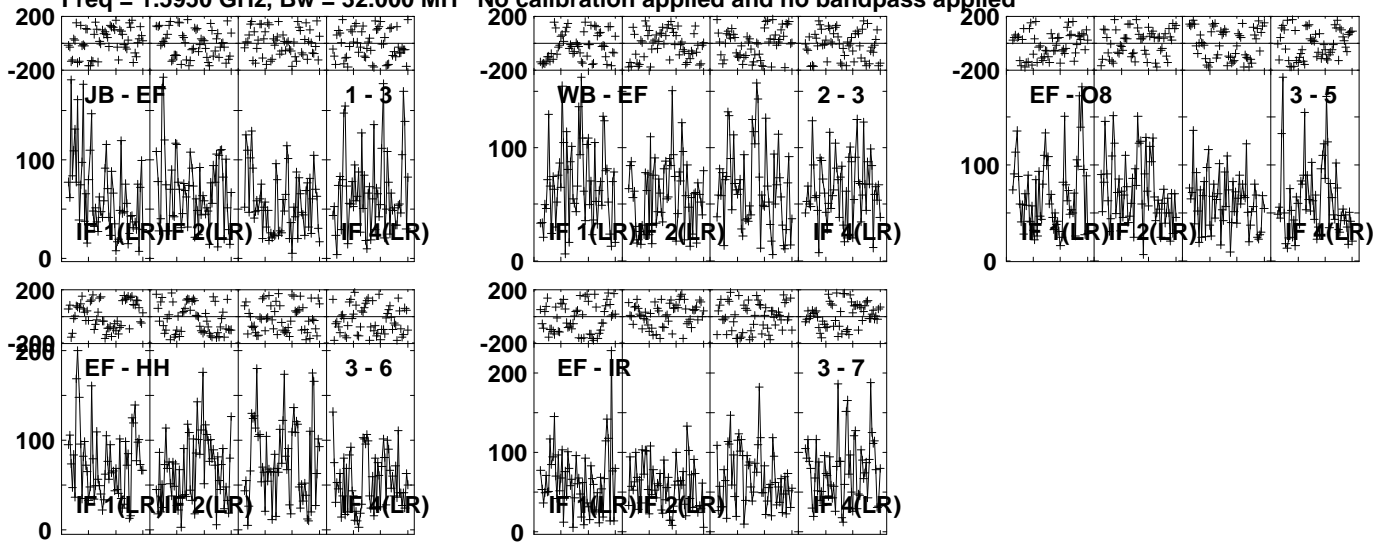 Freq = 1.5950 GHz, Bw = 32.000 MH No calibration applied and no bandpass applied
200
-200
JB - EF 1 - 3
100
IF 1(LR) IF 2(LR) IF 4(LR)
0
200
-200
WB - EF 2 - 3
100
IF 1(LR) IF 2(LR) IF 4(LR)
0
200
-200
EF - O8 3 - 5
100
IF 1(LR) IF 2(LR) IF 4(LR)
0
200
-200
200
EF - HH 3 - 6
100
IF 1(LR) IF 2(LR) IF 4(LR)
0
200
-200
200
EF - IR 3 - 7
100
IF 1(LR) IF 2(LR) IF 4(LR)
0